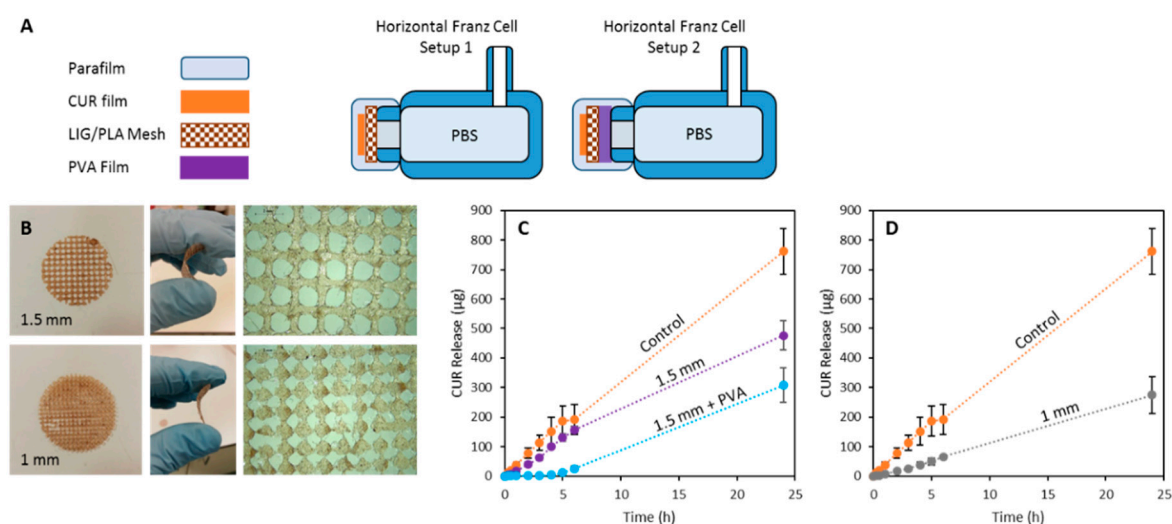 A
Horizontal Franz Cell
Setup 1
Horizontal Franz Cell
Setup 2
Parafilm
CUR film
LIG/PLA Mesh
PVA Film
PBS
PBS
B
1.5 mm
1 mm
C
CUR Release (µg)
900
800
700
600
500
400
300
200
100
0
Control
1.5 mm
1.5 mm + PVA
0
5
10
15
20
25
Time (h)
D
CUR Release (µg)
900
800
700
600
500
400
300
200
100
0
Control
1 mm
0
5
10
15
20
25
Time (h)